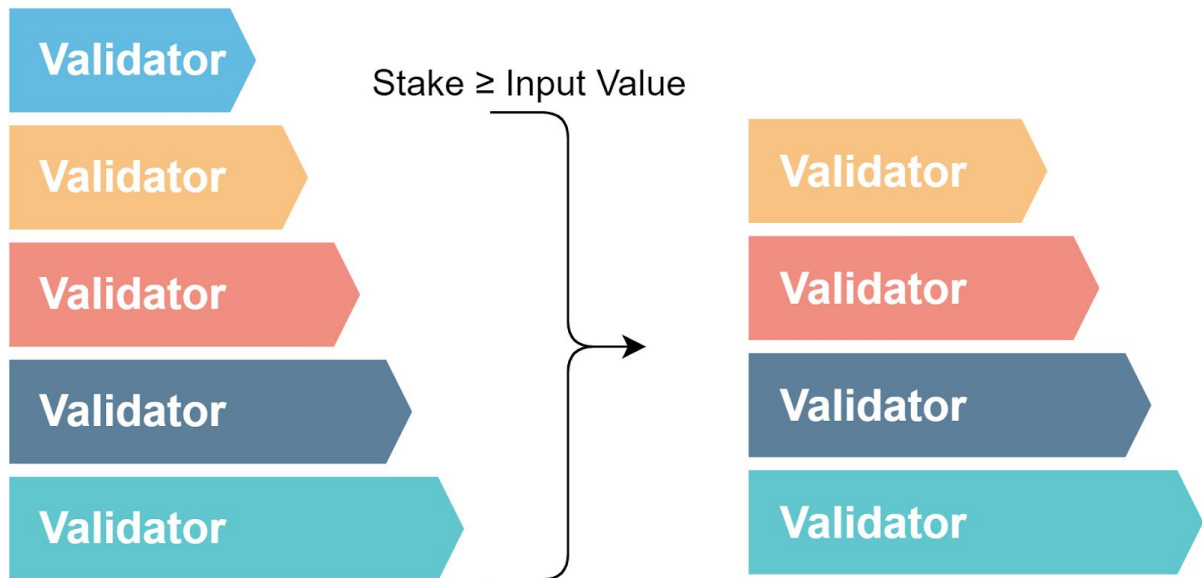 Validator
Stake ≥ Input Value
Validator
Validator
Validator
Validator
Validator
Validator
Validator
Validator